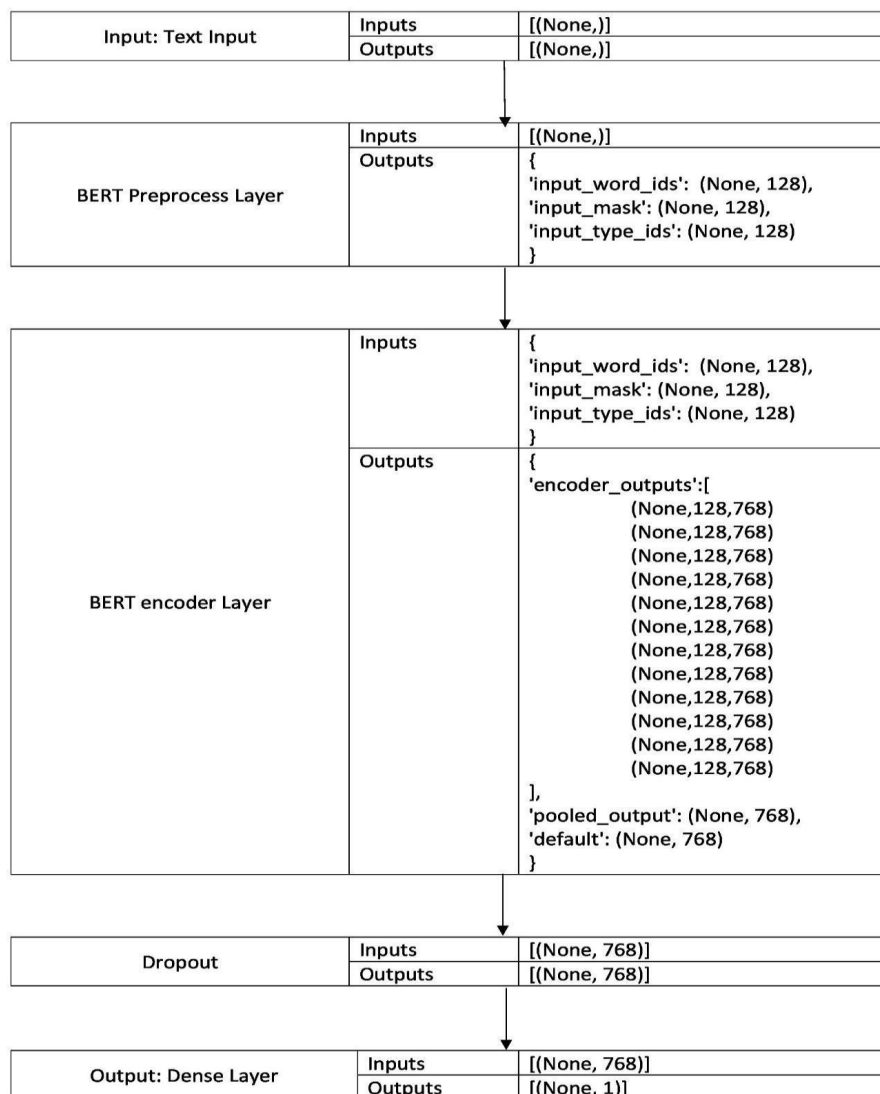 Input: Text Input
Inputs [(None,)]
Outputs [(None,)]
BERT Preprocess Layer
Inputs [(None,)]
Outputs {
'input_word_ids': (None, 128),
'input_mask': (None, 128),
'input_type_ids': (None, 128)
}
BERT encoder Layer
Inputs {
'input_word_ids': (None, 128),
'input_mask': (None, 128),
'input_type_ids': (None, 128)
}
Outputs {
'encoder_outputs':[
(None,128,768)
(None,128,768)
(None,128,768)
(None,128,768)
(None,128,768)
(None,128,768)
(None,128,768)
(None,128,768)
(None,128,768)
(None,128,768)
(None,128,768)
(None,128,768)
],
'pooled_output': (None, 768),
'default': (None, 768)
}
Dropout
Inputs [(None, 768)]
Outputs [(None, 768)]
Output: Dense Layer
Inputs [(None, 768)]
Outputs [(None, 1)]